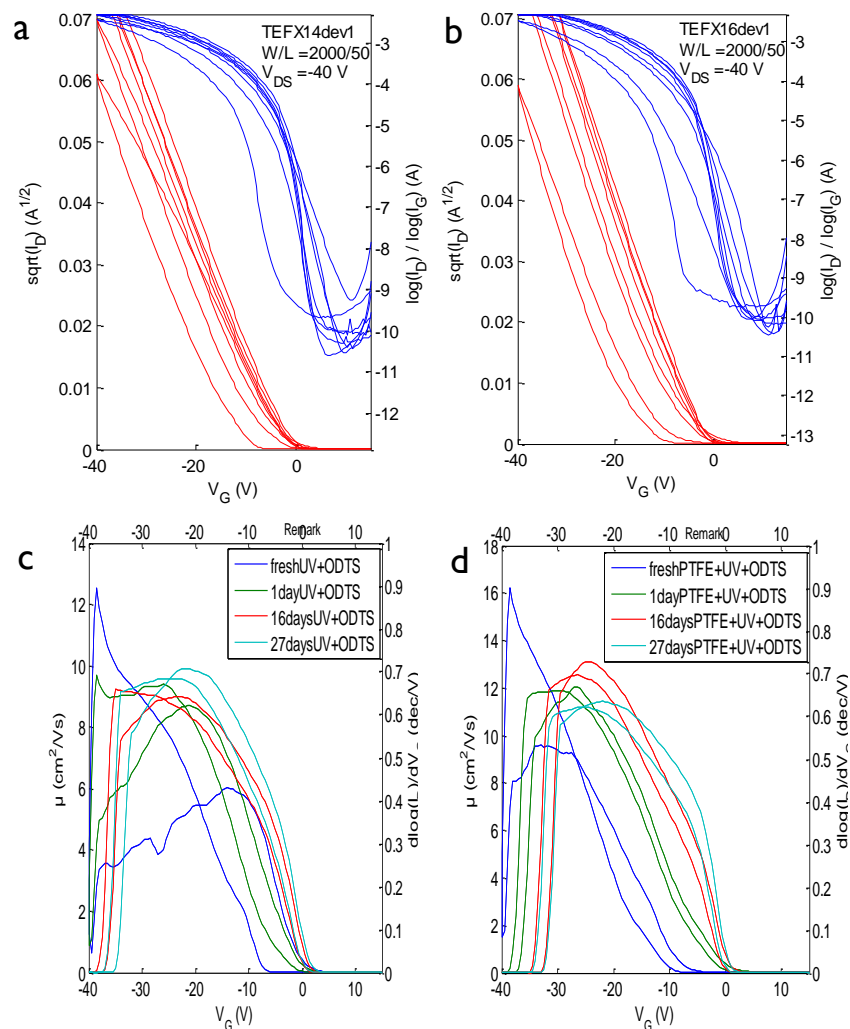 a
TEFX14dev1
W/L =2000/50
V_DS =-40 V
0.07
0.06
0.05
0.04
0.03
0.02
0.01
0
sqrt(I_D) (A^1/2)
-3
-4
-5
-6
-7
-8
-9
-10
-11
-12
log(I_D) / log(I_G) (A)
-40
-20
0
V_G (V)
b
TEFX16dev1
W/L =2000/50
V_DS =-40 V
0.07
0.06
0.05
0.04
0.03
0.02
0.01
0
sqrt(I_D) (A^1/2)
-3
-4
-5
-6
-7
-8
-9
-10
-11
-12
-13
log(I_D) / log(I_G) (A)
-40
-20
0
V_G (V)
c
-40 -30 -20 -10 0 10
Remark
freshUV+ODTS
1dayUV+ODTS
16daysUV+ODTS
27daysUV+ODTS
14
12
10
8
6
4
2
0
µ (cm²/Vs)
1
0.9
0.8
0.7
0.6
0.5
0.4
0.3
0.2
0.1
0
(dec/V)
-40 -30 -20 -10 0 10
V_G (V)
d
-40 -30 -20 -10 0 10
Remark
freshPTFE+UV+ODTS
1dayPTFE+UV+ODTS
16daysPTFE+UV+ODTS
27daysPTFE+UV+ODTS
18
16
14
12
10
8
6
4
2
0
µ (cm²/Vs)
1
0.9
0.8
0.7
0.6
0.5
0.4
0.3
0.2
0.1
0
(dec/V)
-40 -30 -20 -10 0 10
V_G (V)